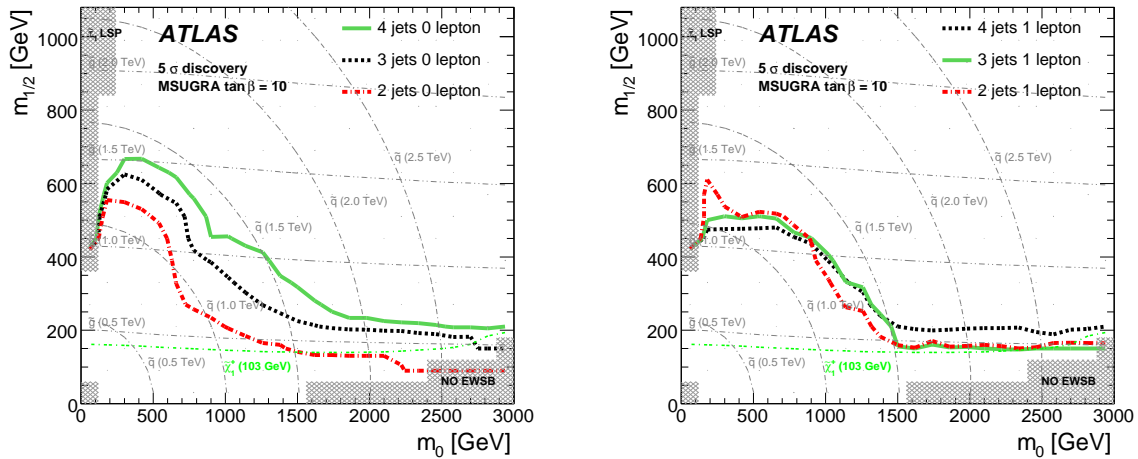 m1/2 [GeV]
1000
800
600
400
200
0
τ̃1 LSP
ATLAS
5 σ discovery
MSUGRA tan β = 10
4 jets 0 lepton
3 jets 0 lepton
2 jets 0 lepton
g̃ (2.0 TeV)
g̃ (1.5 TeV)
g̃ (1.0 TeV)
g̃ (0.5 TeV)
q̃ (2.5 TeV)
q̃ (2.0 TeV)
q̃ (1.5 TeV)
q̃ (1.0 TeV)
q̃ (0.5 TeV)
χ̃1+ (103 GeV)
NO EWSB
0 500 1000 1500 2000 2500 3000
m0 [GeV]
m1/2 [GeV]
1000
800
600
400
200
0
τ̃1 LSP
ATLAS
5 σ discovery
MSUGRA tan β = 10
4 jets 1 lepton
3 jets 1 lepton
2 jets 1 lepton
g̃ (2.0 TeV)
g̃ (1.5 TeV)
g̃ (1.0 TeV)
g̃ (0.5 TeV)
q̃ (2.5 TeV)
q̃ (2.0 TeV)
q̃ (1.5 TeV)
q̃ (1.0 TeV)
q̃ (0.5 TeV)
χ̃1+ (103 GeV)
NO EWSB
0 500 1000 1500 2000 2500 3000
m0 [GeV]